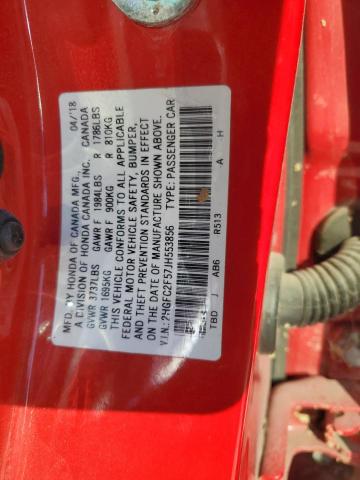 MFD. BY HONDA OF CANADA MFG., 04/18
A DIVISION OF HONDA CANADA INC. CANADA
GVWR 3737LBS GAWR F 1984LBS R 1786LBS
GVWR 1695KG GAWR F 900KG R 810KG
THIS VEHICLE CONFORMS TO ALL APPLICABLE
FEDERAL MOTOR VEHICLE SAFETY, BUMPER,
AND THEFT PREVENTION STANDARDS IN EFFECT
ON THE DATE OF MANUFACTURE SHOWN ABOVE.
V.I.N.:2HGFC2F57JH553856 TYPE: PASSENGER CAR
TBD J AB6 R513 A H